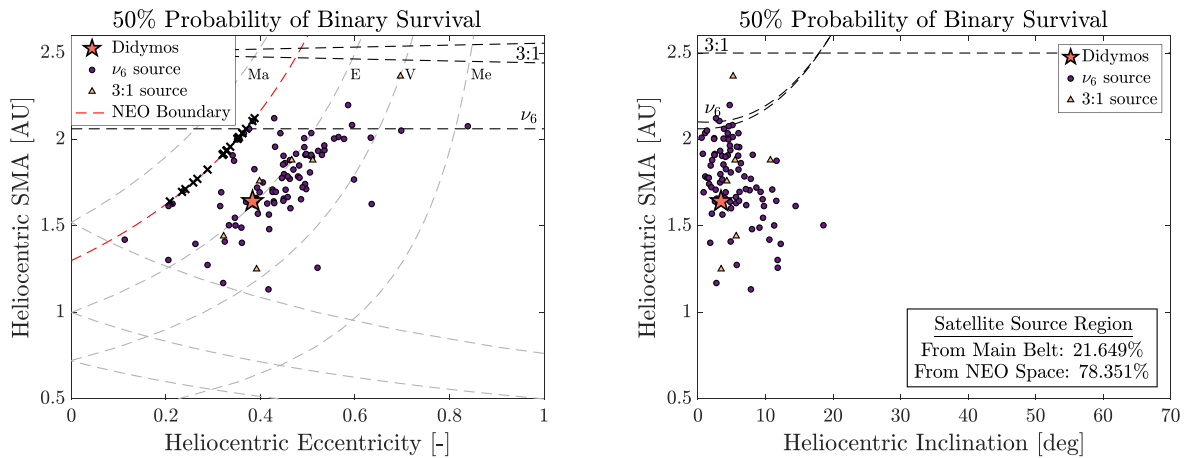 50% Probability of Binary Survival
Didymos
ν6 source
3:1 source
NEO Boundary
3:1
Ma
E
V
Me
ν6
2.5
2
1.5
1
0.5
0
0.2
0.4
0.6
0.8
1
Heliocentric SMA [AU]
Heliocentric Eccentricity [-]
50% Probability of Binary Survival
3:1
ν6
Didymos
ν6 source
3:1 source
2.5
2
1.5
1
0.5
0
10
20
30
40
50
60
70
Heliocentric SMA [AU]
Heliocentric Inclination [deg]
Satellite Source Region
From Main Belt: 21.649%
From NEO Space: 78.351%